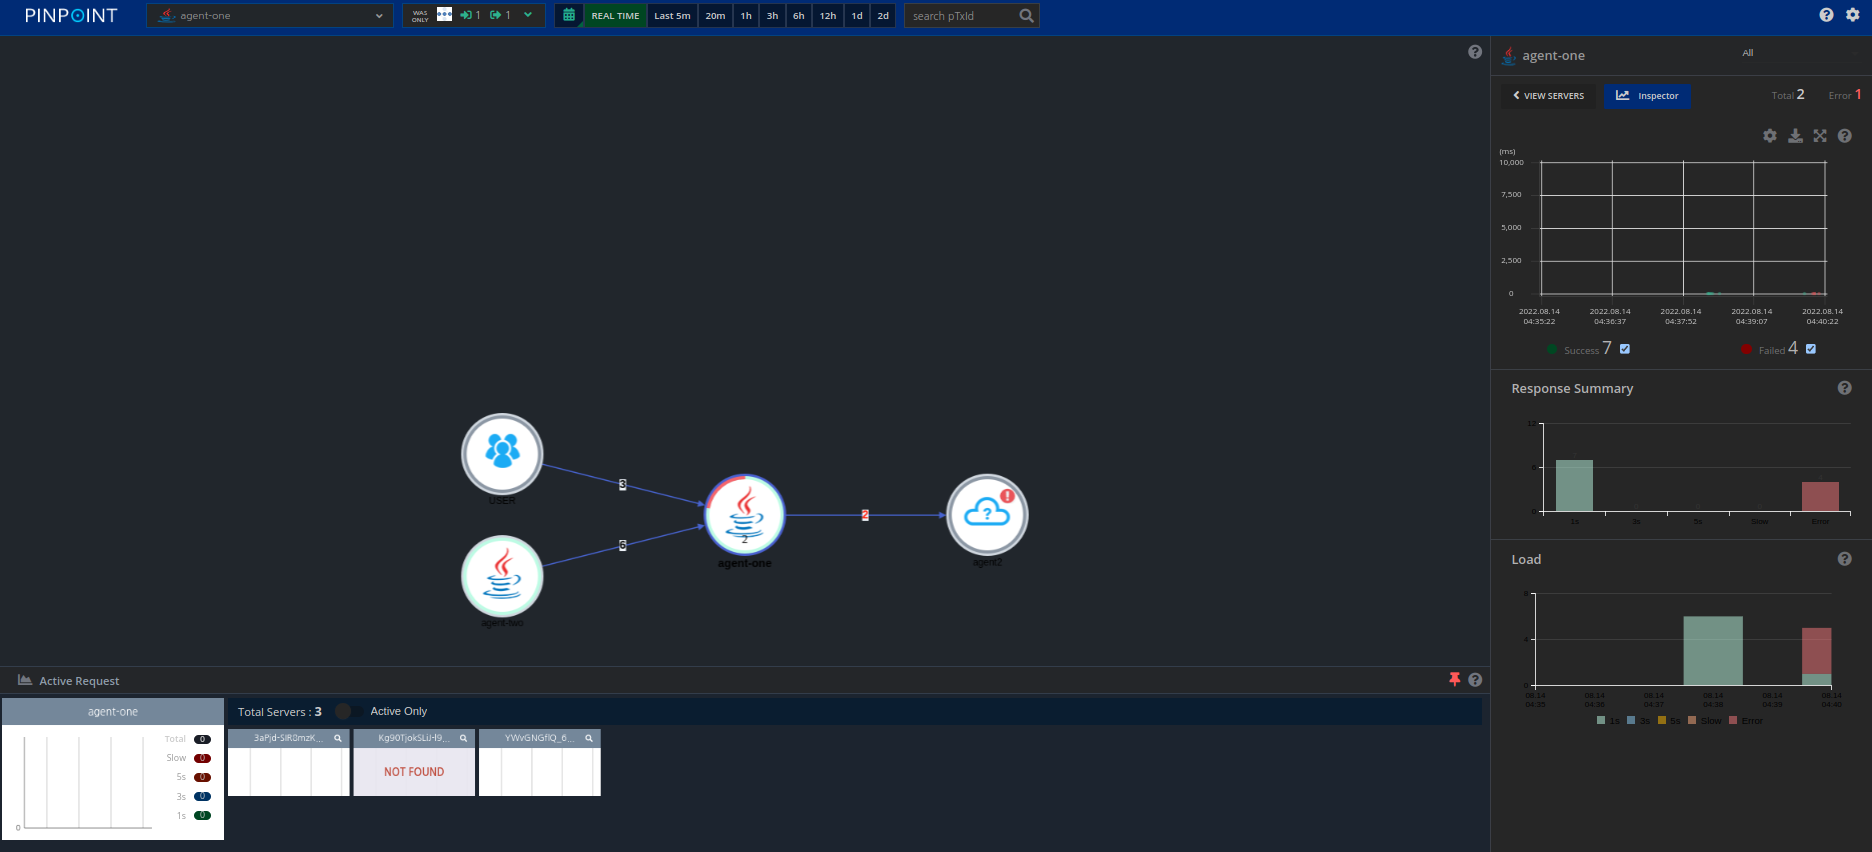 PINPOINT
agent-one
WAS ONLY
1
1
REAL TIME
Last 5m
20m
1h
3h
6h
12h
1d
2d
search pTxId
agent-one
All
VIEW SERVERS
Inspector
Total 2
Error 1
(ms)
10,000
7,500
5,000
2,500
0
2022.08.14
04:35:22
2022.08.14
04:36:37
2022.08.14
04:37:52
2022.08.14
04:39:07
2022.08.14
04:40:22
Success 7
Failed 4
Response Summary
12
6
0
1s
3s
5s
Slow
Error
Load
8
4
0
08.14
04:35
08.14
04:36
08.14
04:37
08.14
04:38
08.14
04:39
08.14
04:40
1s
3s
5s
Slow
Error
USER
3
agent-two
6
2
agent-one
2
agent2
Active Request
agent-one
Total 0
Slow 0
5s 0
3s 0
1s 0
0
Total Servers : 3
Active Only
NOT FOUND